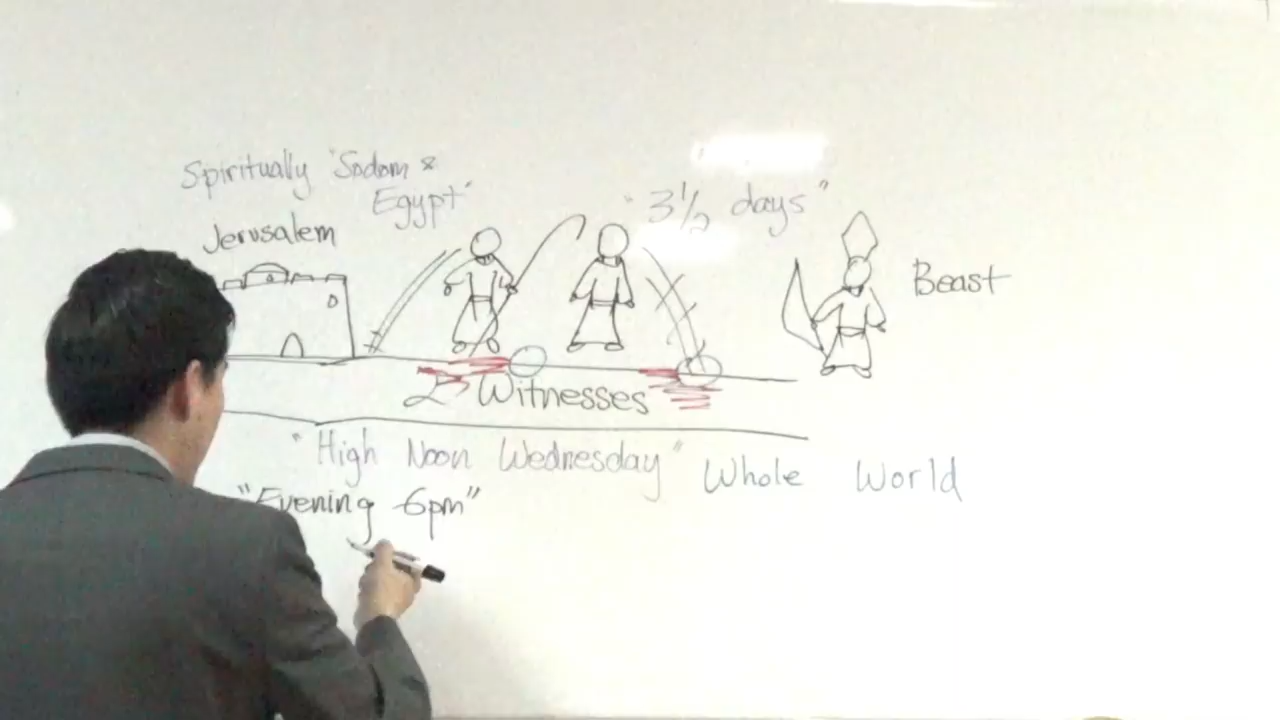 Spiritually "Sodom &
Egypt"
"3½ days"
Jerusalem
Beast
2 Witnesses
"High Noon Wednesday"
Whole World
"Evening 6pm"